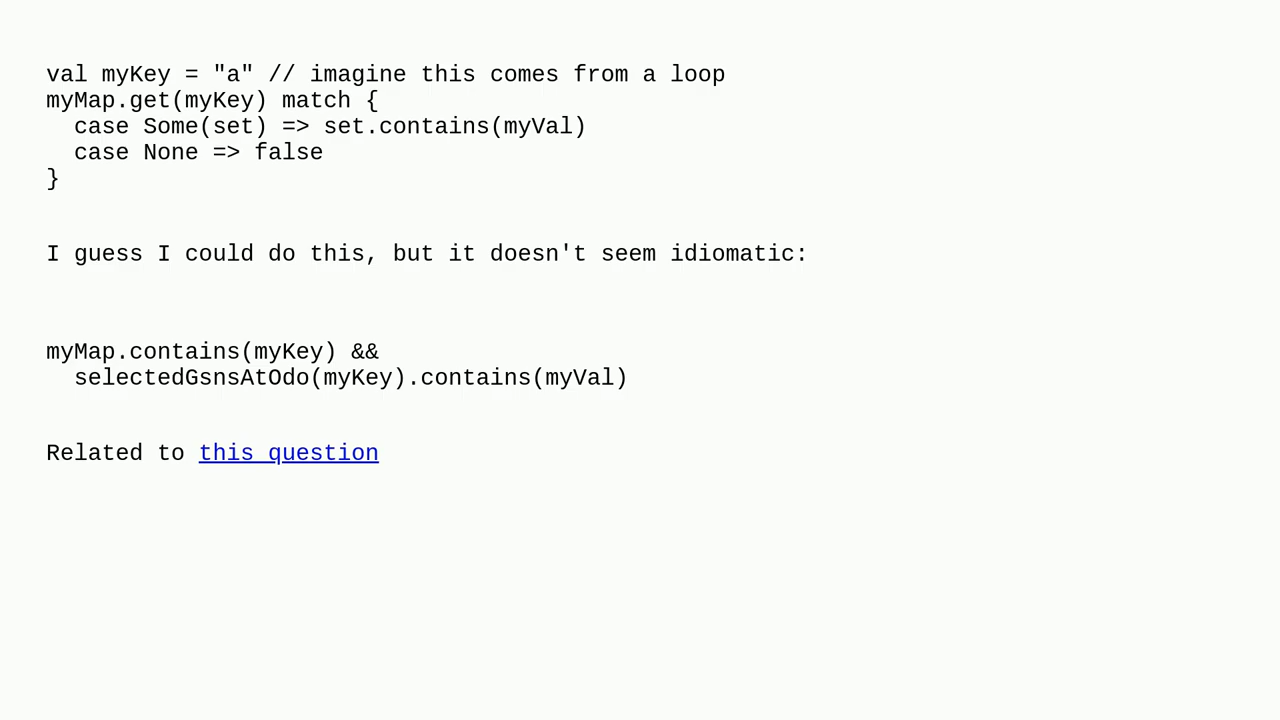 val myKey = "a" // imagine this comes from a loop
myMap.get(myKey) match {
  case Some(set) => set.contains(myVal)
  case None => false
}
I guess I could do this, but it doesn't seem idiomatic:
myMap.contains(myKey) &&
  selectedGsnsAtOdo(myKey).contains(myVal)
Related to this question